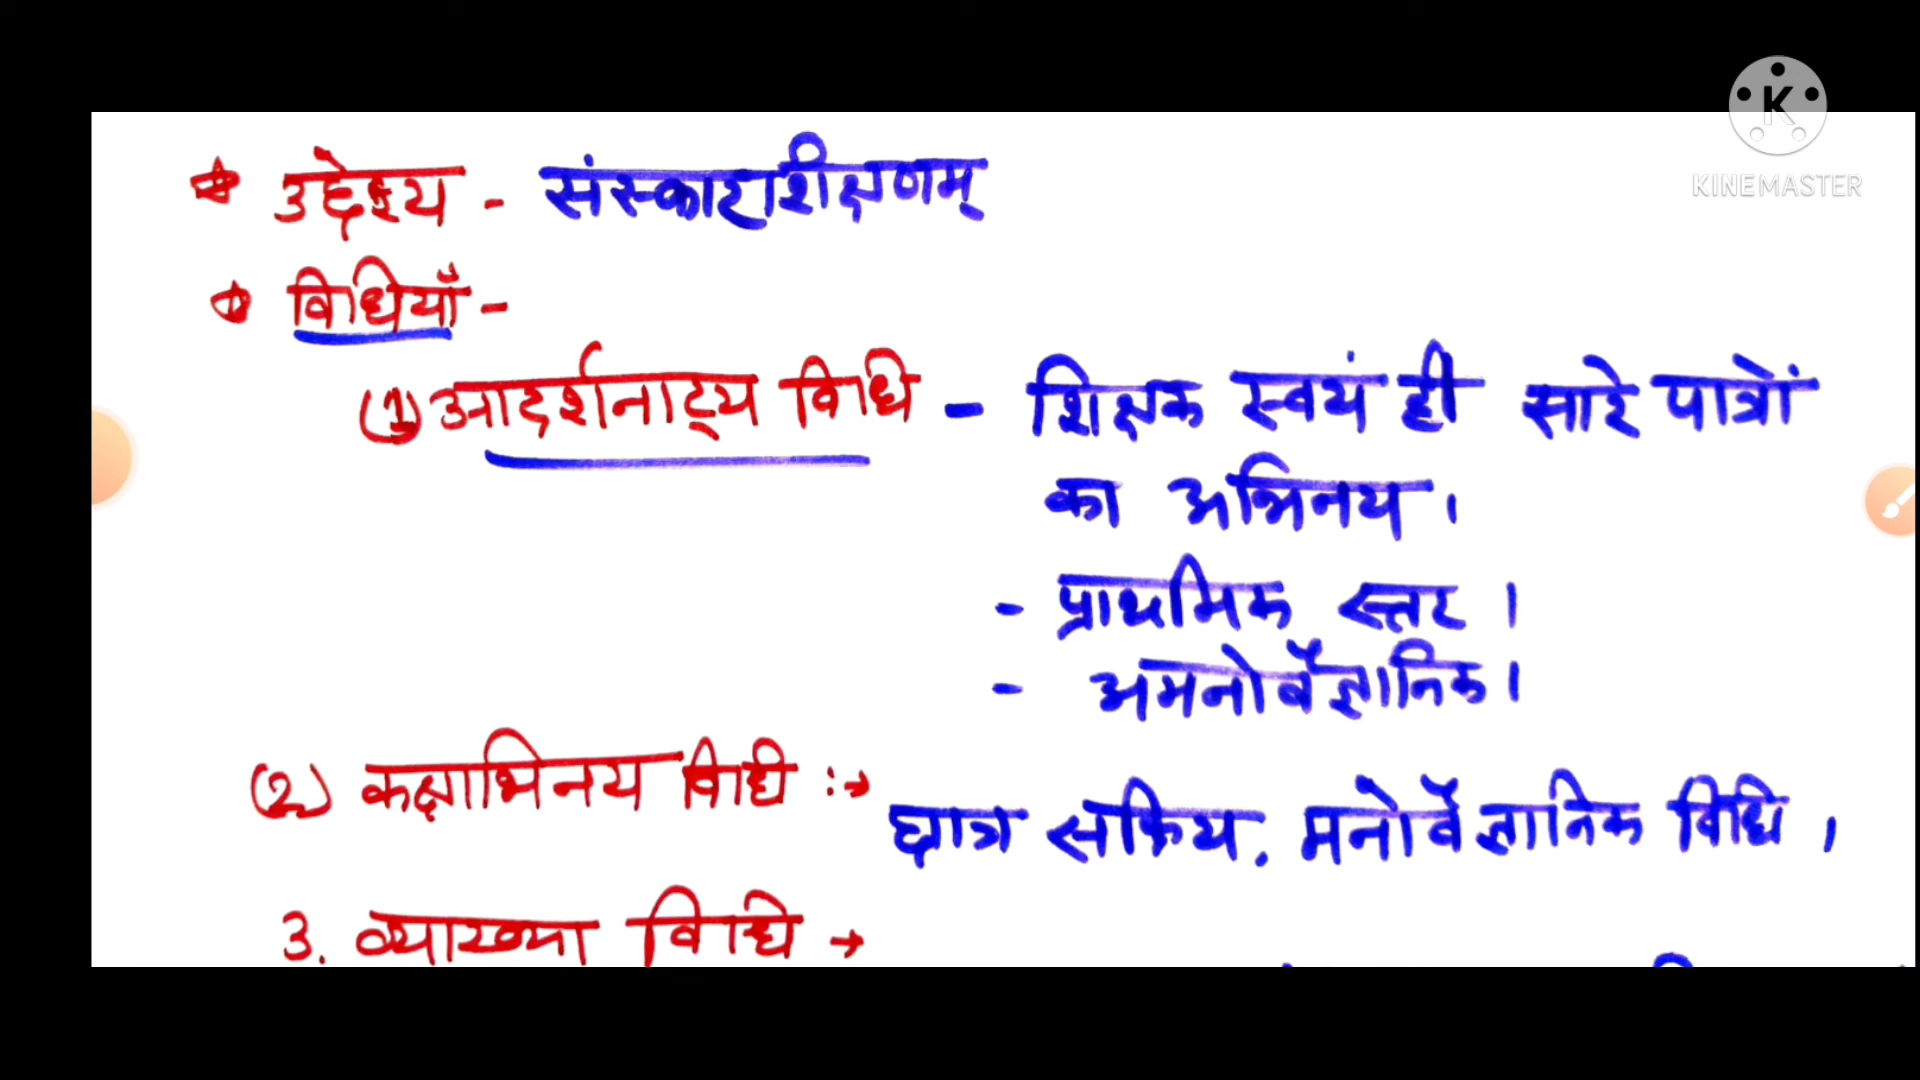 * उद्देश्य - संस्काराशिक्षणम्
* विधियाँ -
(1) आदर्शनाट्य विधि - शिक्षक स्वयं ही सारे पात्रों
का अभिनय।
- प्राथमिक स्तर।
- अमनोवैज्ञानिक।
(2) कक्षाभिनय विधि :→
छात्र सक्रिय. मनोवैज्ञानिक विधि।
3. व्याख्या विधि →
K
KINEMASTER